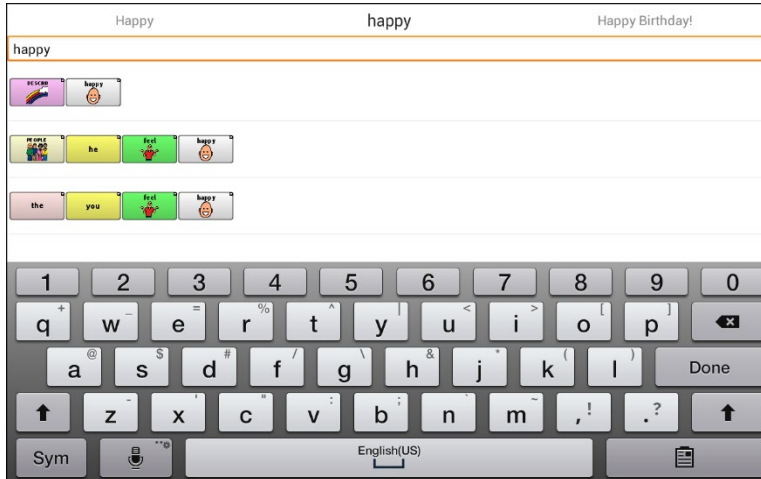 Happy happy Happy Birthday!
happy
DESCRIB happy
PEOPLE he feel happy
the you feel happy
1 2 3 4 5 6 7 8 9 0
q + w _ e = r % t ^ y | u < i > o [ p ]
a @ s $ d # f / g \ h & j * k ( l ) Done
z - x ' c " v : b ; n ` m ~ , ! . ?
Sym English(US)